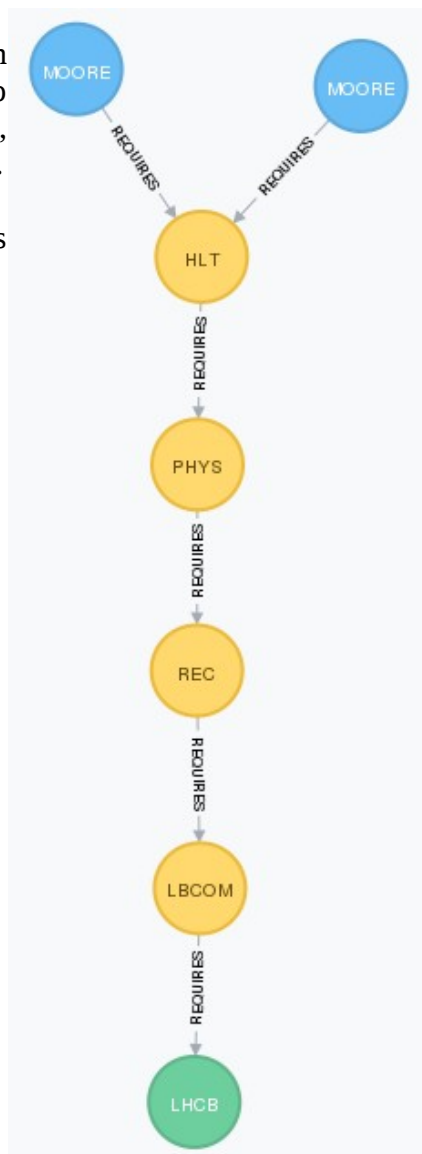 MOORE
MOORE
REQUIRES
REQUIRES
HLT
REQUIRES
PHYS
REQUIRES
REC
REQUIRES
LBCOM
REQUIRES
LHCB